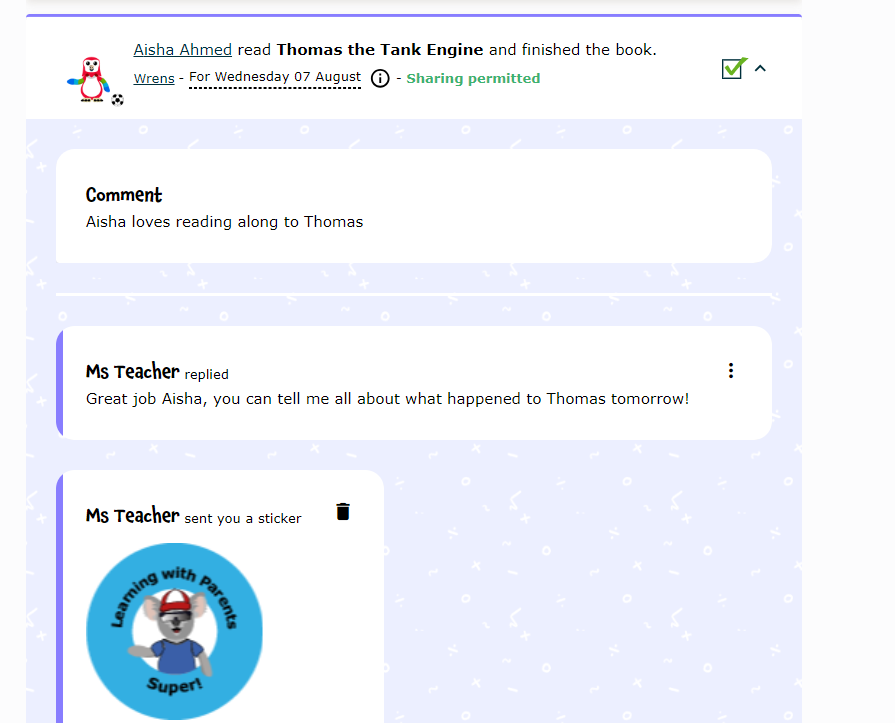 Aisha Ahmed read Thomas the Tank Engine and finished the book.
Wrens - For Wednesday 07 August - Sharing permitted
Comment
Aisha loves reading along to Thomas
Ms Teacher replied
Great job Aisha, you can tell me all about what happened to Thomas tomorrow!
Ms Teacher sent you a sticker
Learning with Parents
Super!